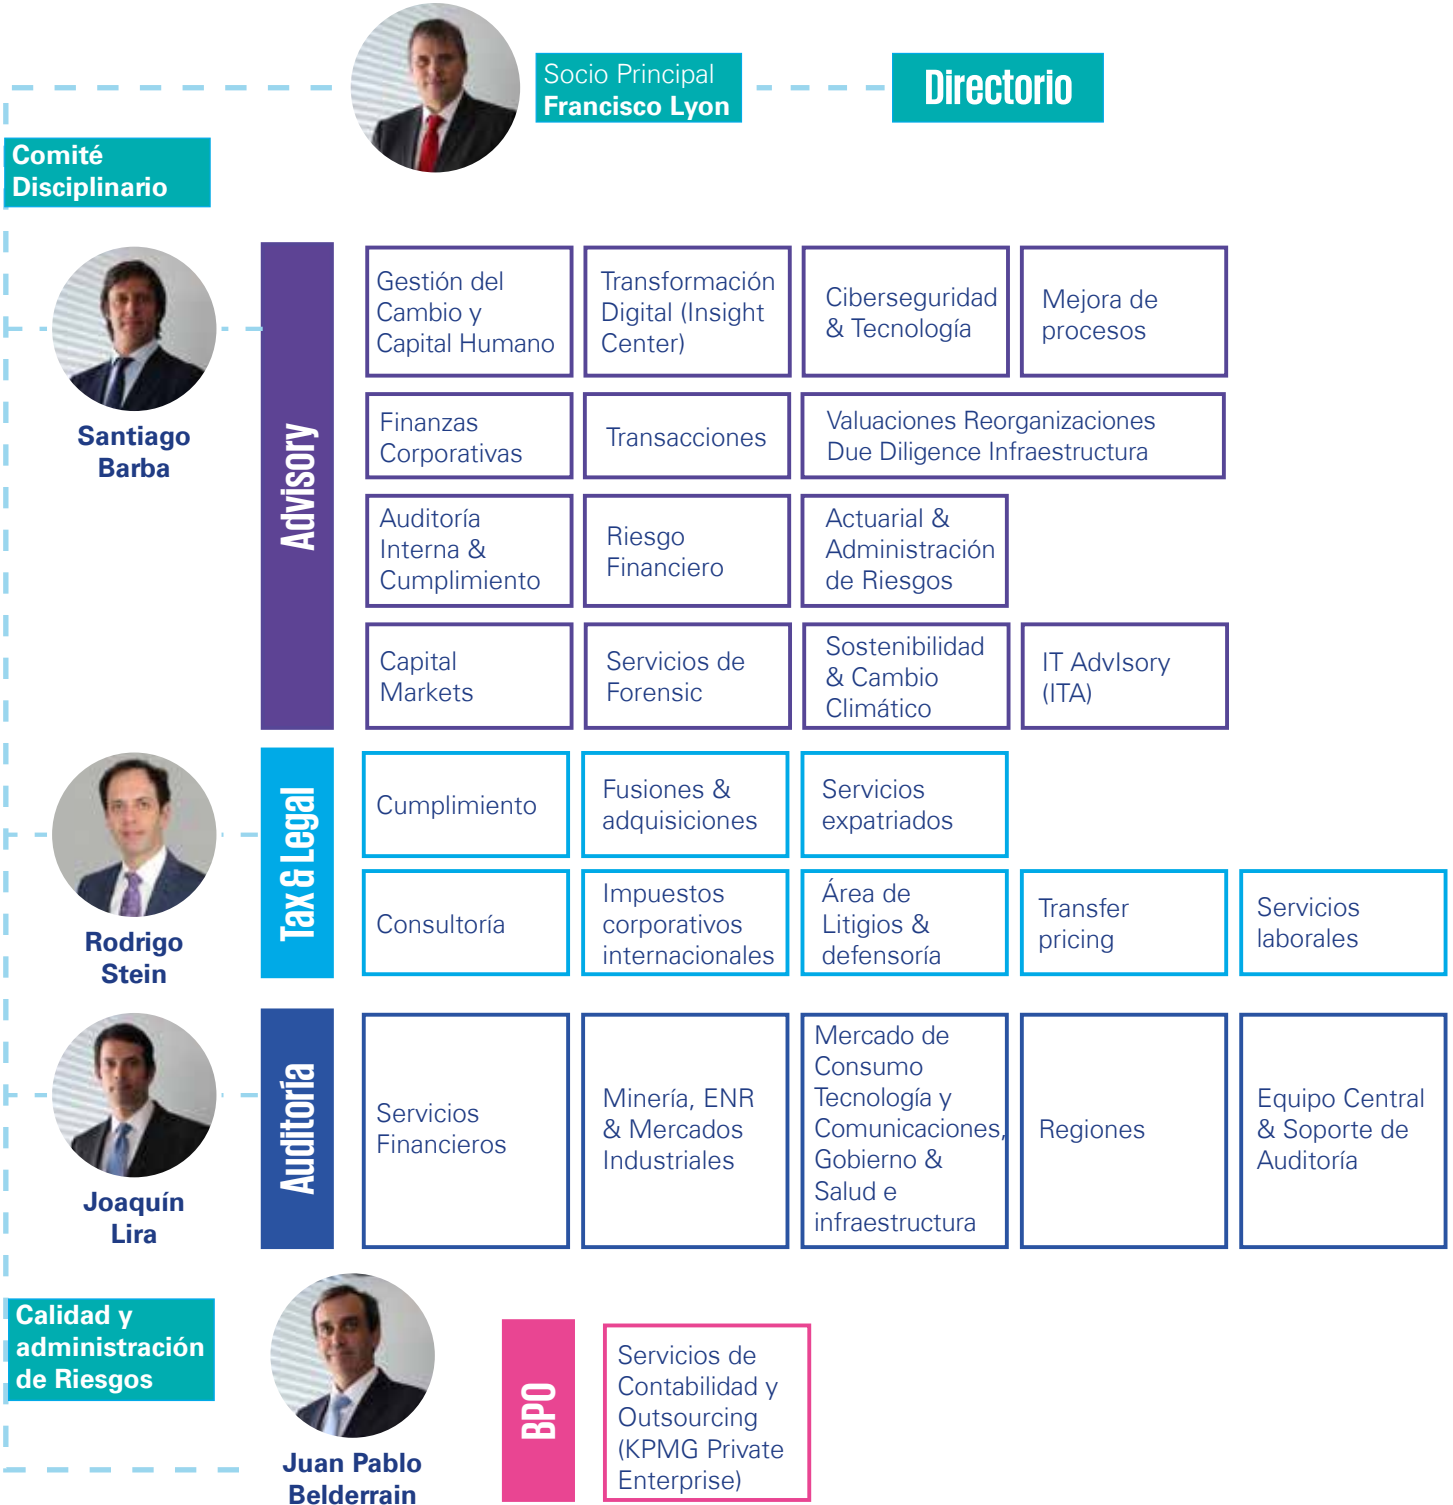 Socio Principal
Francisco Lyon
Directorio
Comité
Disciplinario
Santiago
Barba
Advisory
Gestión del
Cambio y
Capital Humano
Transformación
Digital (Insight
Center)
Ciberseguridad
& Tecnología
Mejora de
procesos
Finanzas
Corporativas
Transacciones
Valuaciones Reorganizaciones
Due Diligence Infraestructura
Auditoría
Interna &
Cumplimiento
Riesgo
Financiero
Actuarial &
Administración
de Riesgos
Capital
Markets
Servicios de
Forensic
Sostenibilidad
& Cambio
Climático
IT AdvIsory
(ITA)
Rodrigo
Stein
Tax & Legal
Cumplimiento
Fusiones &
adquisiciones
Servicios
expatriados
Consultoría
Impuestos
corporativos
internacionales
Área de
Litigios &
defensoría
Transfer
pricing
Servicios
laborales
Joaquín
Lira
Auditoría
Servicios
Financieros
Minería, ENR
& Mercados
Industriales
Mercado de
Consumo
Tecnología y
Comunicaciones,
Gobierno &
Salud e
infraestructura
Regiones
Equipo Central
& Soporte de
Auditoría
Calidad y
administración
de Riesgos
Juan Pablo
Belderrain
BPO
Servicios de
Contabilidad y
Outsourcing
(KPMG Private
Enterprise)